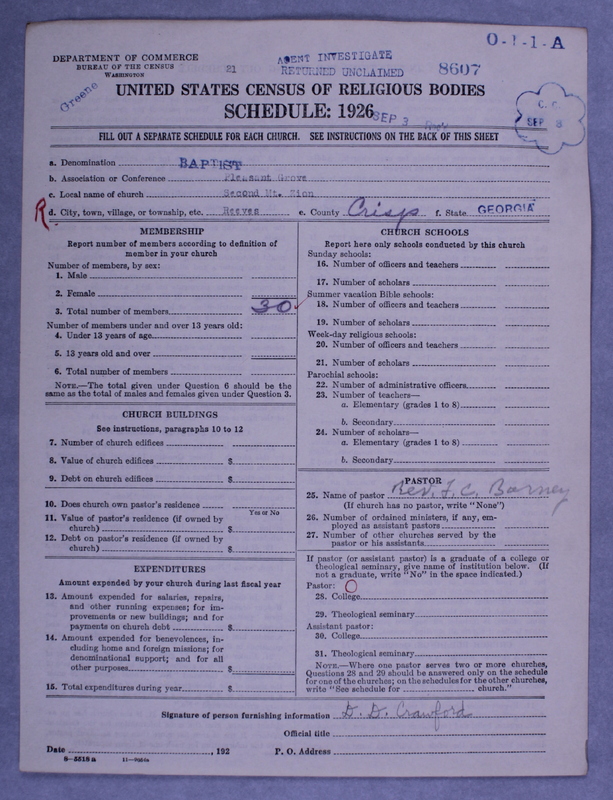 O-1-1-A
DEPARTMENT OF COMMERCE
BUREAU OF THE CENSUS
WASHINGTON
Greene
21
AGENT INVESTIGATE
RETURNED UNCLAIMED
8607
UNITED STATES CENSUS OF RELIGIOUS BODIES
SCHEDULE: 1926
SEP 3
C. C.
SEP 3
FILL OUT A SEPARATE SCHEDULE FOR EACH CHURCH. SEE INSTRUCTIONS ON THE BACK OF THIS SHEET
a. Denomination BAPTIST
b. Association or Conference Pleasant Grove
c. Local name of church Second Mt. Zion
R d. City, town, village, or township, etc. Reeves e. County Crisp f. State GEORGIA
MEMBERSHIP
Report number of members according to definition of
member in your church
Number of members, by sex:
1. Male
2. Female
3. Total number of members 30
Number of members under and over 13 years old:
4. Under 13 years of age
5. 13 years old and over
6. Total number of members
NOTE.—The total given under Question 6 should be
same as the total of males and females given under Question 3.
CHURCH BUILDINGS
See instructions, paragraphs 10 to 12
7. Number of church edifices
8. Value of church edifices $
9. Debt on church edifices $
10. Does church own pastor's residence
Yes or No
11. Value of pastor's residence (if owned by
church) $
12. Debt on pastor's residence (if owned by
church) $
EXPENDITURES
Amount expended by your church during last fiscal year
13. Amount expended for salaries, repairs,
and other running expenses; for im-
provements or new buildings; and for
payments on church debt $
14. Amount expended for benevolences, in-
cluding home and foreign missions; for
denominational support; and for all
other purposes $
15. Total expenditures during year $
CHURCH SCHOOLS
Report here only schools conducted by this church
Sunday schools:
16. Number of officers and teachers
17. Number of scholars
Summer vacation Bible schools:
18. Number of officers and teachers
19. Number of scholars
Week-day religious schools:
20. Number of officers and teachers
21. Number of scholars
Parochial schools:
22. Number of administrative officers
23. Number of teachers—
a. Elementary (grades 1 to 8)
b. Secondary
24. Number of scholars—
a. Elementary (grades 1 to 8)
b. Secondary
PASTOR
25. Name of pastor Rev. F. C. Barney
(If church has no pastor, write "None")
26. Number of ordained ministers, if any, em-
ployed as assistant pastors
27. Number of other churches served by the
pastor or his assistants
If pastor (or assistant pastor) is a graduate of a college or
theological seminary, give name of institution below. (If
not a graduate, write "No" in the space indicated.)
Pastor: O
28. College
29. Theological seminary
Assistant pastor:
30. College
31. Theological seminary
NOTE.—Where one pastor serves two or more churches,
Questions 28 and 29 should be answered only on the schedule
for one of the churches; on the schedules for the other churches,
write "See schedule for church."
Signature of person furnishing information D. D. Crawford
Official title
Date , 192 P. O. Address
8—5518a